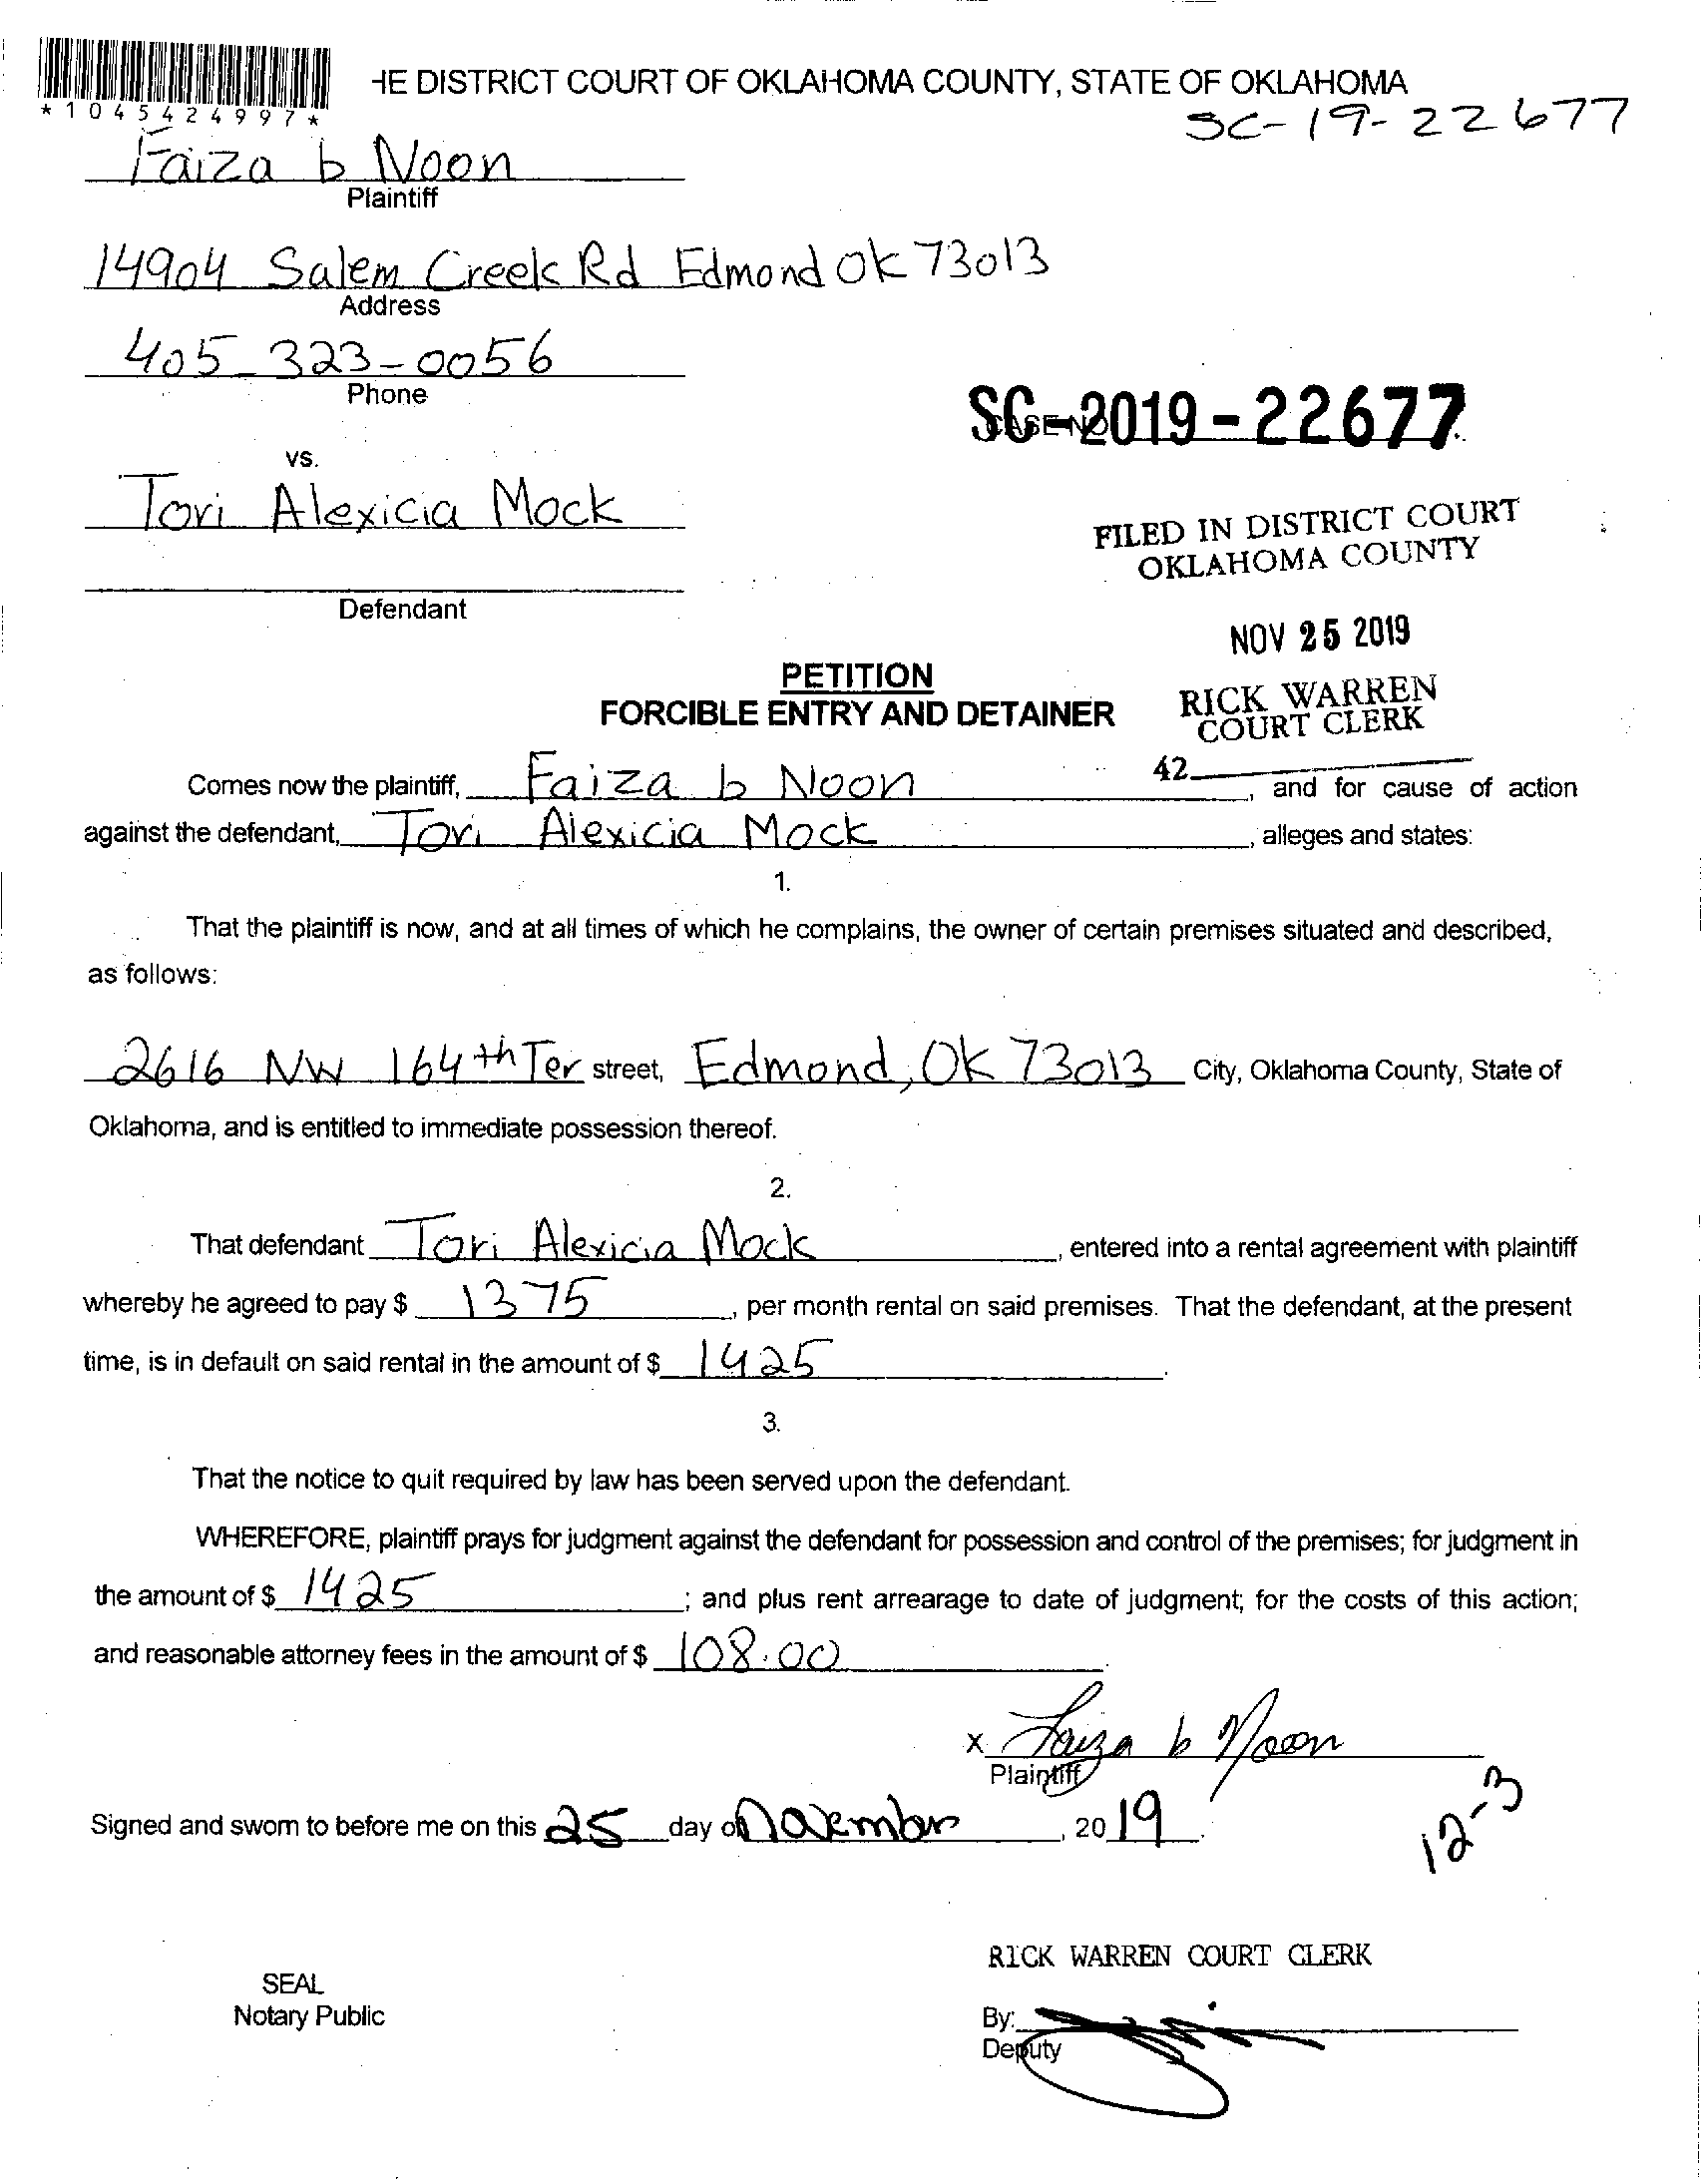 HE DISTRICT COURT OF OKLAHOMA COUNTY, STATE OF OKLAHOMA
*1045424997*
SC-19-22677
Faiza b Noon
Plaintiff
14904 Salem Creek Rd Edmond Ok 73013
Address
405-323-0056
Phone
SC-2019-22677
CASE NO.
vs.
Tori Alexicia Mock
Defendant
FILED IN DISTRICT COURT
OKLAHOMA COUNTY
NOV 25 2019
RICK WARREN
COURT CLERK
42
PETITION
FORCIBLE ENTRY AND DETAINER
Comes now the plaintiff, Faiza b Noon, and for cause of action
against the defendant, Tori Alexicia Mock, alleges and states:
1.
That the plaintiff is now, and at all times of which he complains, the owner of certain premises situated and described,
as follows:
2616 NW 164th Ter street, Edmond, Ok 73013 City, Oklahoma County, State of
Oklahoma, and is entitled to immediate possession thereof.
2.
That defendant Tori Alexicia Mock, entered into a rental agreement with plaintiff
whereby he agreed to pay $ 1375, per month rental on said premises. That the defendant, at the present
time, is in default on said rental in the amount of $ 1425.
3.
That the notice to quit required by law has been served upon the defendant.
WHEREFORE, plaintiff prays for judgment against the defendant for possession and control of the premises; for judgment in
the amount of $ 1425; and plus rent arrearage to date of judgment; for the costs of this action;
and reasonable attorney fees in the amount of $ 108.00.
x Faiza b Noon
Plaintiff
Signed and sworn to before me on this 25 day of November, 2019.
12-3
RICK WARREN COURT CLERK
SEAL
Notary Public
By:
Deputy